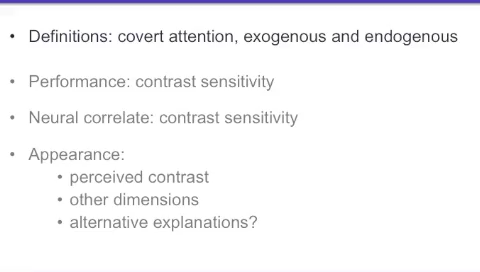 • Definitions: covert attention, exogenous and endogenous
• Performance: contrast sensitivity
• Neural correlate: contrast sensitivity
• Appearance:
• perceived contrast
• other dimensions
• alternative explanations?